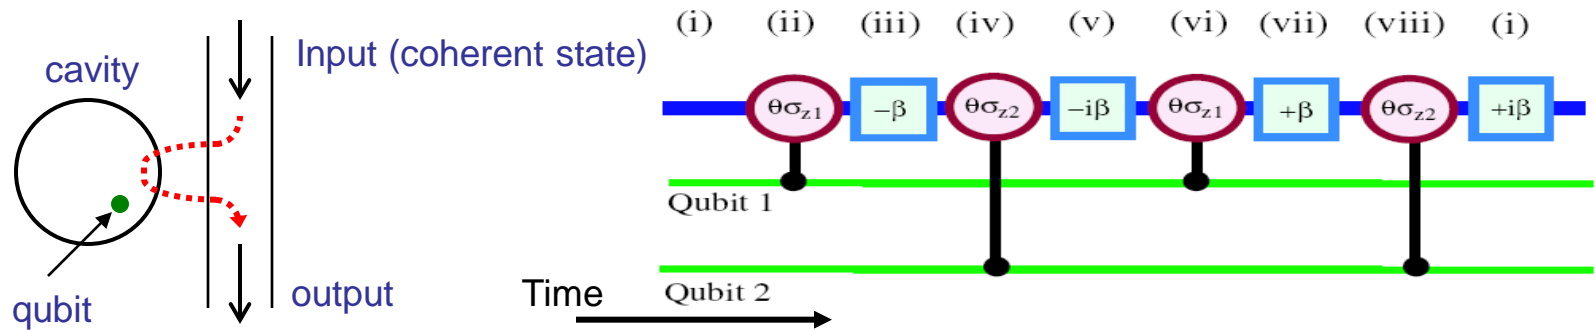 cavity
Input (coherent state)
qubit
output
Time
(i) (ii) (iii) (iv) (v) (vi) (vii) (viii) (i)
θσz1 −β θσz2 −iβ θσz1 +β θσz2 +iβ
Qubit 1
Qubit 2